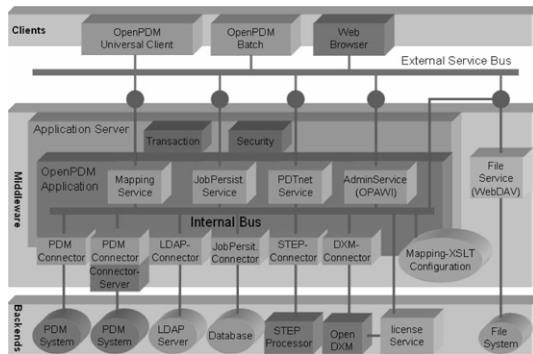 Clients
OpenPDM
Universal Client
OpenPDM
Batch
Web
Browser
External Service Bus
Middleware
Application Server
Transaction
Security
OpenPDM
Application
Mapping
Service
JobPersist.
Service
PDTnet
Service
AdminService
(OPAWI)
File
Service
(WebDAV)
Internal Bus
PDM
Connector
PDM
Connector
Connector-
Server
LDAP-
Connector
JobPersit.
Connector
STEP-
Connector
DXM-
Connector
Mapping-XSLT
Configuration
Backends
PDM
System
PDM
System
LDAP
Server
Database
STEP
Processor
Open
DXM
license
Service
File
System